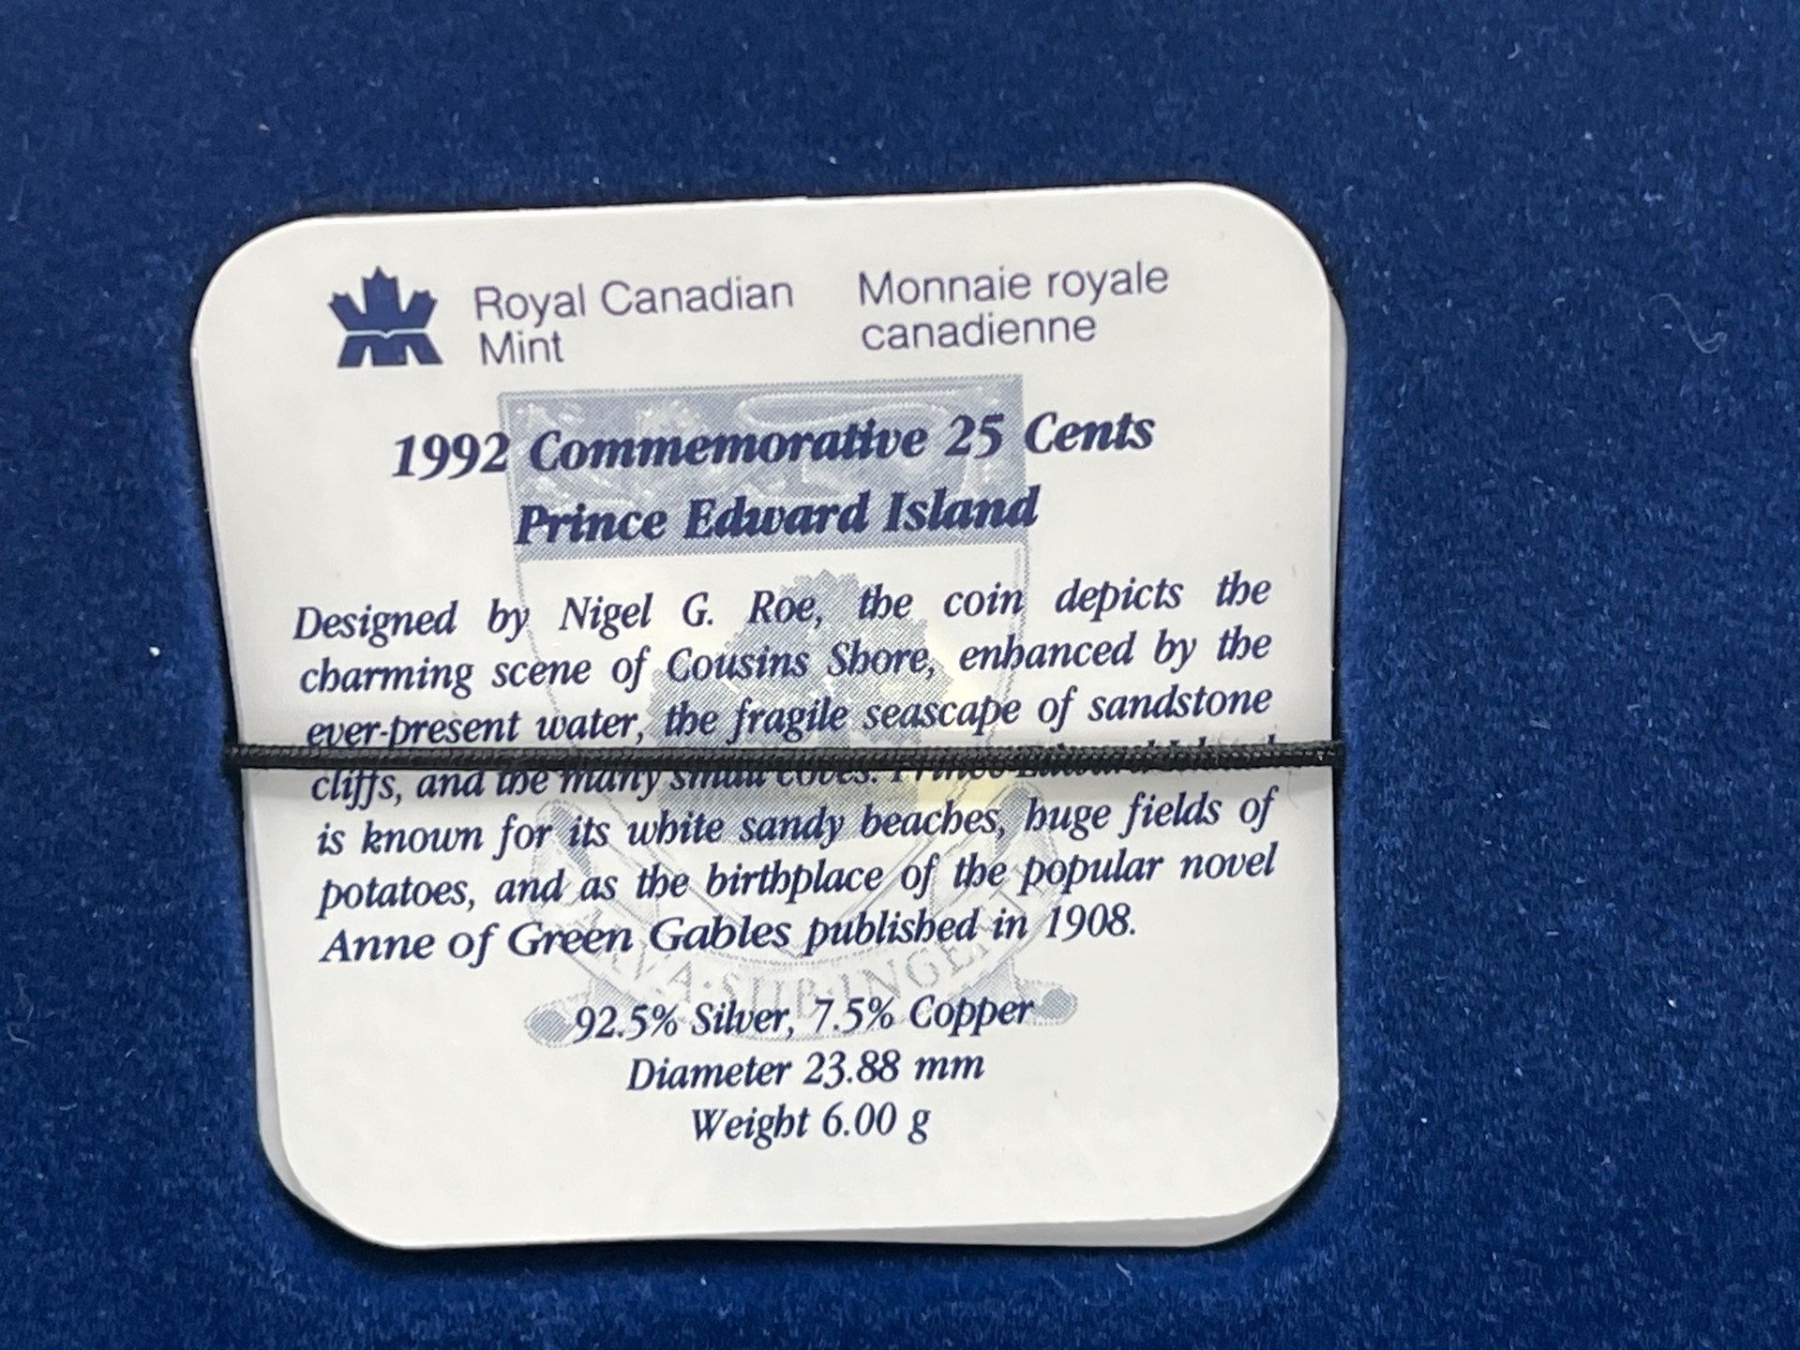 Royal Canadian Mint
Monnaie royale canadienne
1992 Commemorative 25 Cents
Prince Edward Island
Designed by Nigel G. Roe, the coin depicts the
charming scene of Cousins Shore, enhanced by the
ever-present water, the fragile seascape of sandstone
cliffs, and the many small coves. Prince Edward Island
is known for its white sandy beaches, huge fields of
potatoes, and as the birthplace of the popular novel
Anne of Green Gables published in 1908.
92.5% Silver, 7.5% Copper
Diameter 23.88 mm
Weight 6.00 g